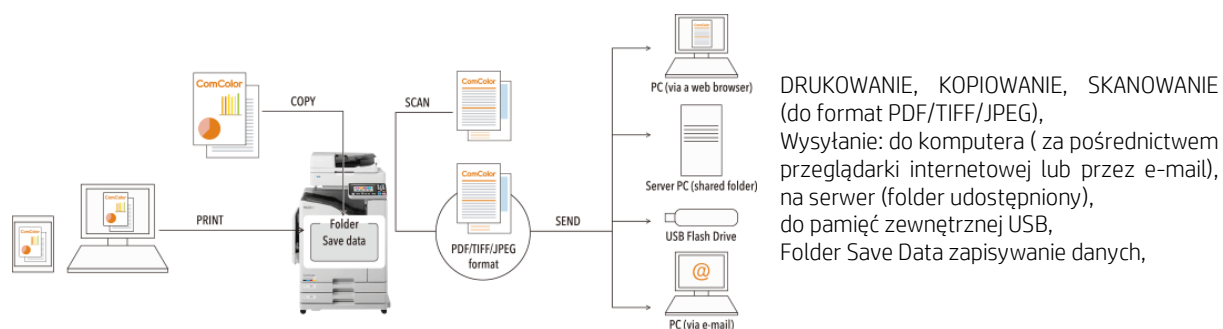 ComColor
PC (via a web browser)
ComColor
COPY
SCAN
ComColor
Server PC (shared folder)
ComColor
PRINT
Folder
Save data
ComColor
PDF/TIFF/JPEG
format
SEND
USB Flash Drive
@
PC (via e-mail)
DRUKOWANIE, KOPIOWANIE, SKANOWANIE
(do format PDF/TIFF/JPEG),
Wysyłanie: do komputera ( za pośrednictwem
przeglądarki internetowej lub przez e-mail),
na serwer (folder udostępniony),
do pamięć zewnętrznej USB,
Folder Save Data zapisywanie danych,